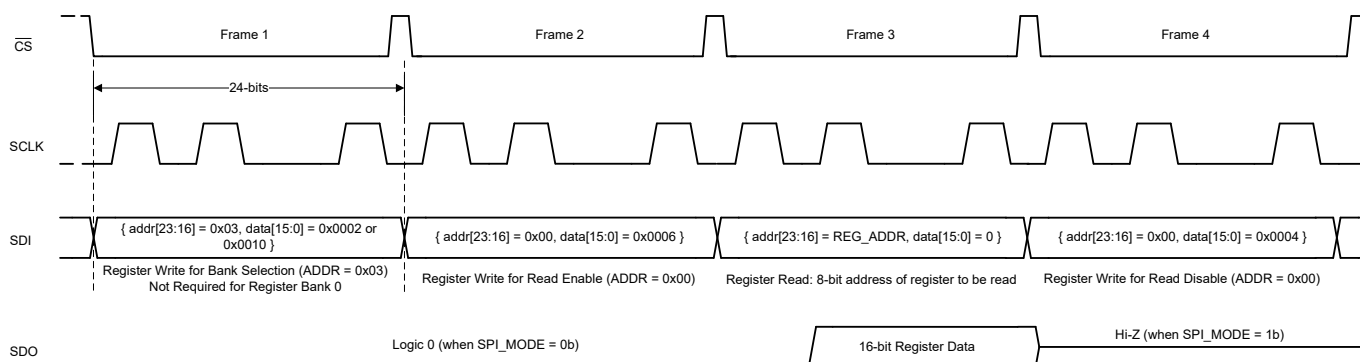 CS
Frame 1
Frame 2
Frame 3
Frame 4
24-bits
SCLK
SDI
{ addr[23:16] = 0x03, data[15:0] = 0x0002 or
0x0010 }
{ addr[23:16] = 0x00, data[15:0] = 0x0006 }
{ addr[23:16] = REG_ADDR, data[15:0] = 0 }
{ addr[23:16] = 0x00, data[15:0] = 0x0004 }
Register Write for Bank Selection (ADDR = 0x03)
Not Required for Register Bank 0
Register Write for Read Enable (ADDR = 0x00)
Register Read: 8-bit address of register to be read
Register Write for Read Disable (ADDR = 0x00)
SDO
Logic 0 (when SPI_MODE = 0b)
16-bit Register Data
Hi-Z (when SPI_MODE = 1b)